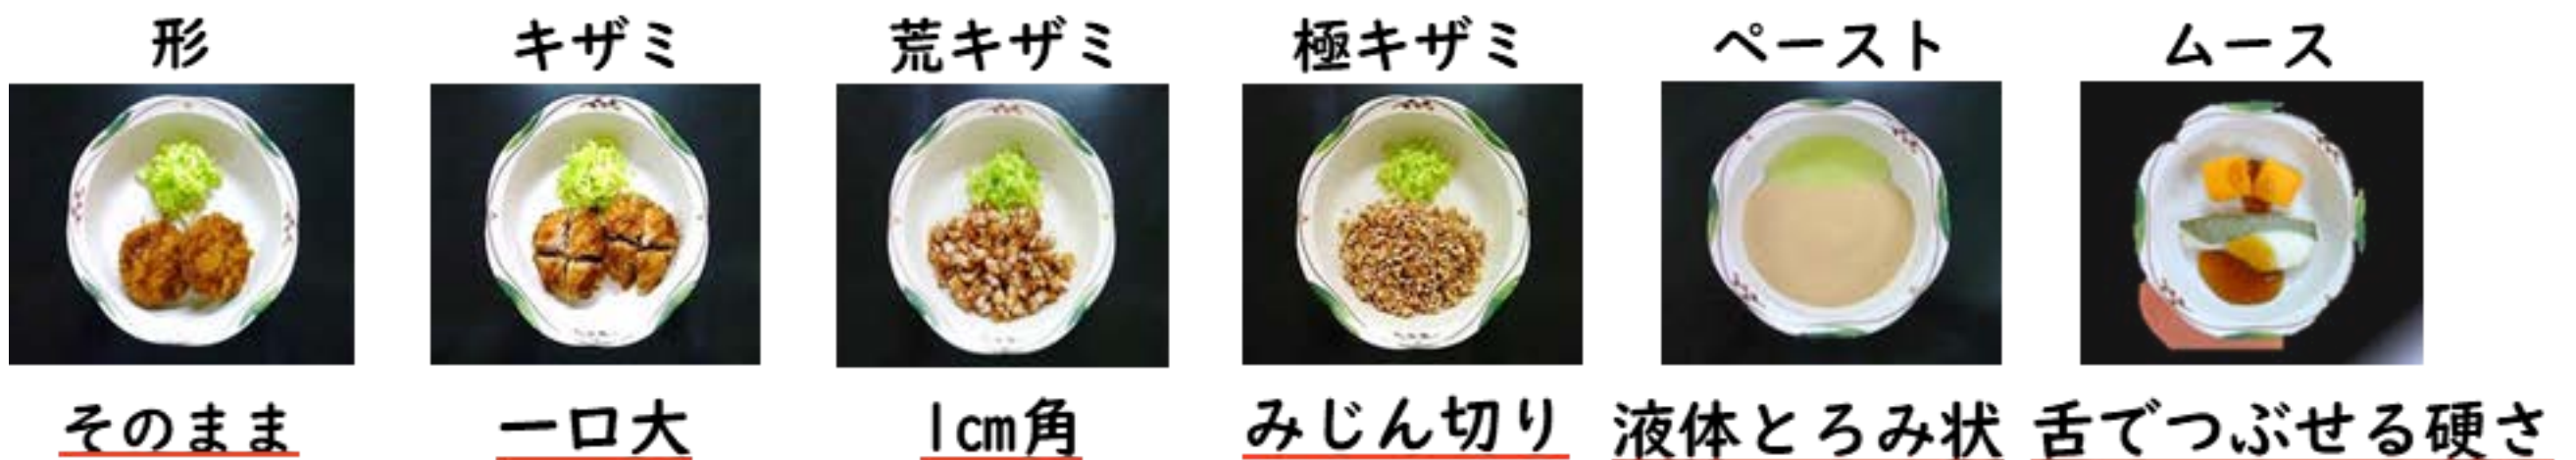 形 キザミ 荒キザミ 極キザミ ペースト ムース
そのまま 一口大 1cm角 みじん切り 液体とろみ状 舌でつぶせる硬さ